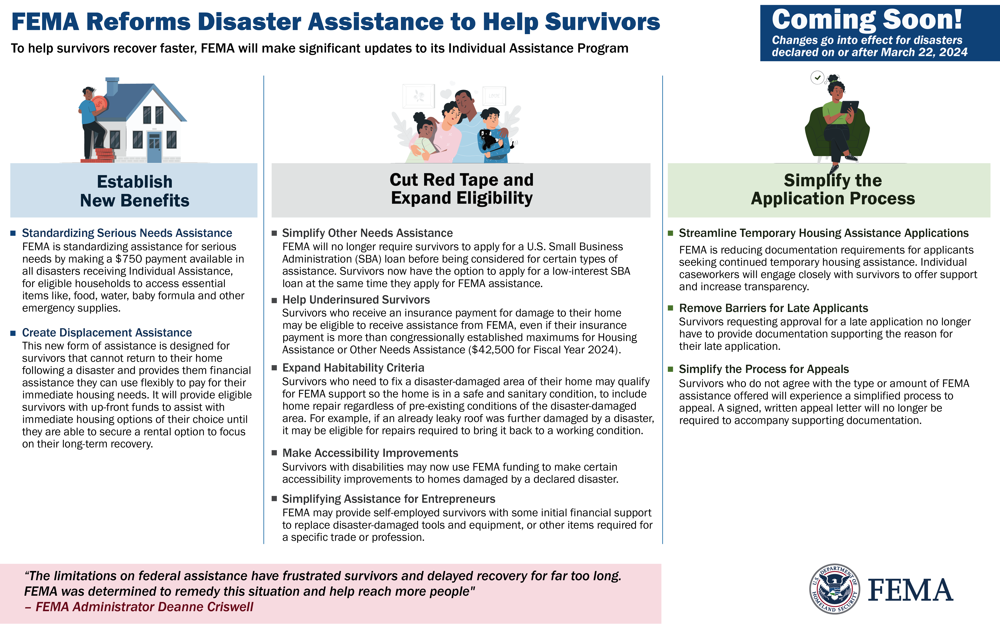 FEMA Reforms Disaster Assistance to Help Survivors
To help survivors recover faster, FEMA will make significant updates to its Individual Assistance Program
Coming Soon!
Changes go into effect for disasters
declared on or after March 22, 2024
LOVE
Establish
New Benefits
Standardizing Serious Needs Assistance
FEMA is standardizing assistance for serious
needs by making a $750 payment available in
all disasters receiving Individual Assistance,
for eligible households to access essential
items like, food, water, baby formula and other
emergency supplies.
Create Displacement Assistance
This new form of assistance is designed for
survivors that cannot return to their home
following a disaster and provides them financial
assistance they can use flexibly to pay for their
immediate housing needs. It will provide eligible
survivors with up-front funds to assist with
immediate housing options of their choice until
they are able to secure a rental option to focus
on their long-term recovery.
Cut Red Tape and
Expand Eligibility
Simplify Other Needs Assistance
FEMA will no longer require survivors to apply for a U.S. Small Business
Administration (SBA) loan before being considered for certain types of
assistance. Survivors now have the option to apply for a low-interest SBA
loan at the same time they apply for FEMA assistance.
Help Underinsured Survivors
Survivors who receive an insurance payment for damage to their home
may be eligible to receive assistance from FEMA, even if their insurance
payment is more than congressionally established maximums for Housing
Assistance or Other Needs Assistance ($42,500 for Fiscal Year 2024).
Expand Habitability Criteria
Survivors who need to fix a disaster-damaged area of their home may qualify
for FEMA support so the home is in a safe and sanitary condition, to include
home repair regardless of pre-existing conditions of the disaster-damaged
area. For example, if an already leaky roof was further damaged by a disaster,
it may be eligible for repairs required to bring it back to a working condition.
Make Accessibility Improvements
Survivors with disabilities may now use FEMA funding to make certain
accessibility improvements to homes damaged by a declared disaster.
Simplifying Assistance for Entrepreneurs
FEMA may provide self-employed survivors with some initial financial support
to replace disaster-damaged tools and equipment, or other items required for
a specific trade or profession.
Simplify the
Application Process
Streamline Temporary Housing Assistance Applications
FEMA is reducing documentation requirements for applicants
seeking continued temporary housing assistance. Individual
caseworkers will engage closely with survivors to offer support
and increase transparency.
Remove Barriers for Late Applicants
Survivors requesting approval for a late application no longer
have to provide documentation supporting the reason for
their late application.
Simplify the Process for Appeals
Survivors who do not agree with the type or amount of FEMA
assistance offered will experience a simplified process to
appeal. A signed, written appeal letter will no longer be
required to accompany supporting documentation.
“The limitations on federal assistance have frustrated survivors and delayed recovery for far too long.
FEMA was determined to remedy this situation and help reach more people"
– FEMA Administrator Deanne Criswell
U.S. DEPARTMENT OF
HOMELAND SECURITY
FEMA